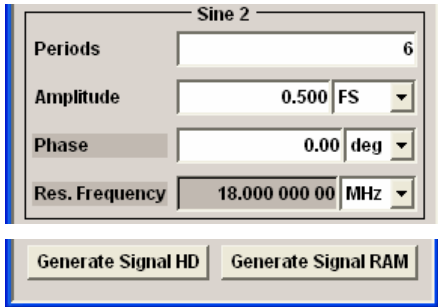 Sine 2
Periods 6
Amplitude 0.500 FS
Phase 0.00 deg
Res. Frequency 18.000 000 00 MHz
Generate Signal HD Generate Signal RAM